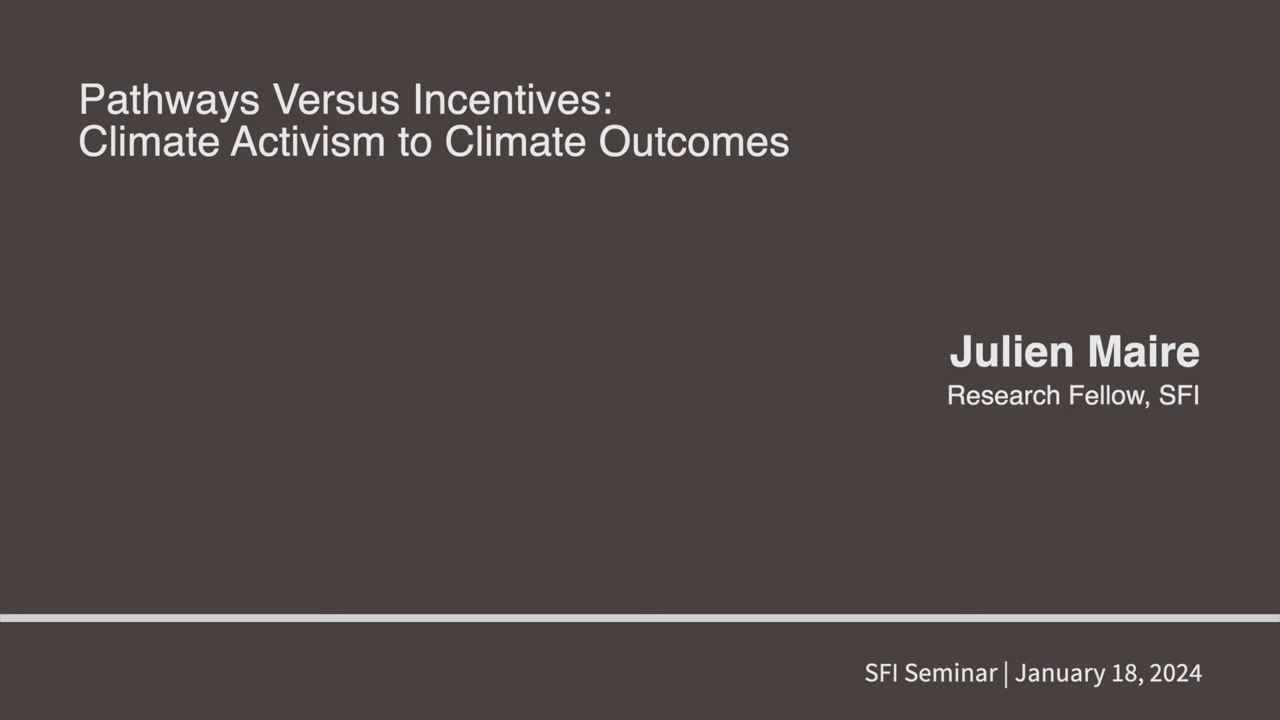 Pathways Versus Incentives:
Climate Activism to Climate Outcomes
Julien Maire
Research Fellow, SFI
SFI Seminar | January 18, 2024